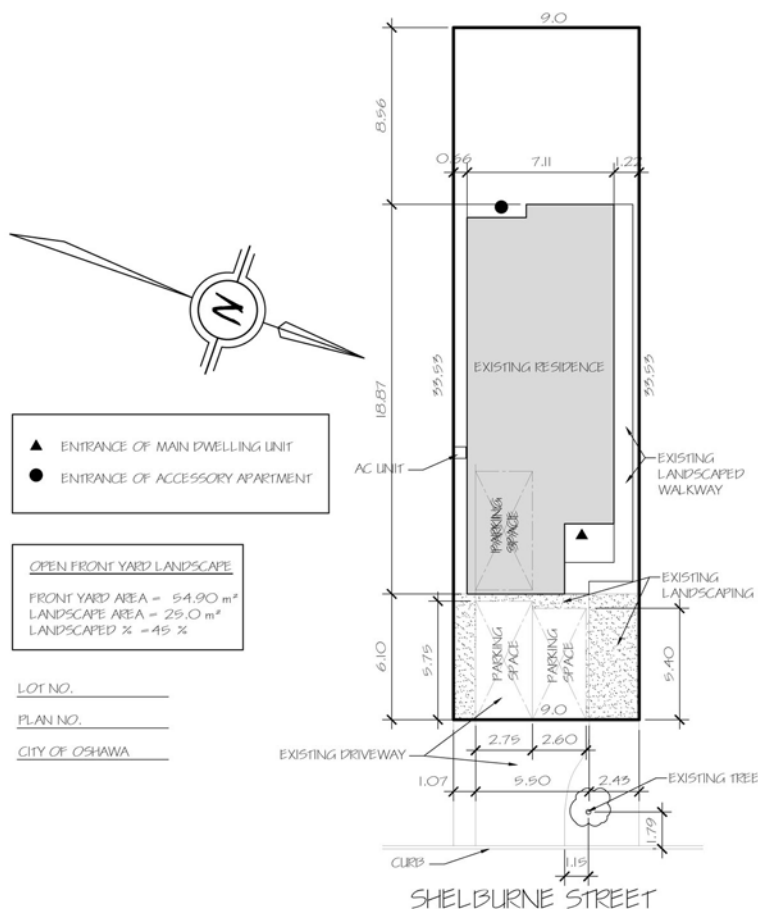 9.0
8.56
0.66
7.11
1.22
N
EXISTING RESIDENCE
33.53
33.53
18.87
▲ ENTRANCE OF MAIN DWELLING UNIT
● ENTRANCE OF ACCESSORY APARTMENT
AC UNIT
EXISTING
LANDSCAPED
WALKWAY
PARKING
SPACE
OPEN FRONT YARD LANDSCAPE
FRONT YARD AREA = 54.90 m²
LANDSCAPE AREA = 25.0 m²
LANDSCAPED % =45 %
EXISTING
LANDSCAPING
6.10
5.75
PARKING
SPACE
PARKING
SPACE
5.40
LOT NO.
PLAN NO.
CITY OF OSHAWA
9.0
EXISTING DRIVEWAY
2.75
2.60
1.07
5.50
2.43
EXISTING TREE
1.79
CURB
1.15
SHELBURNE STREET